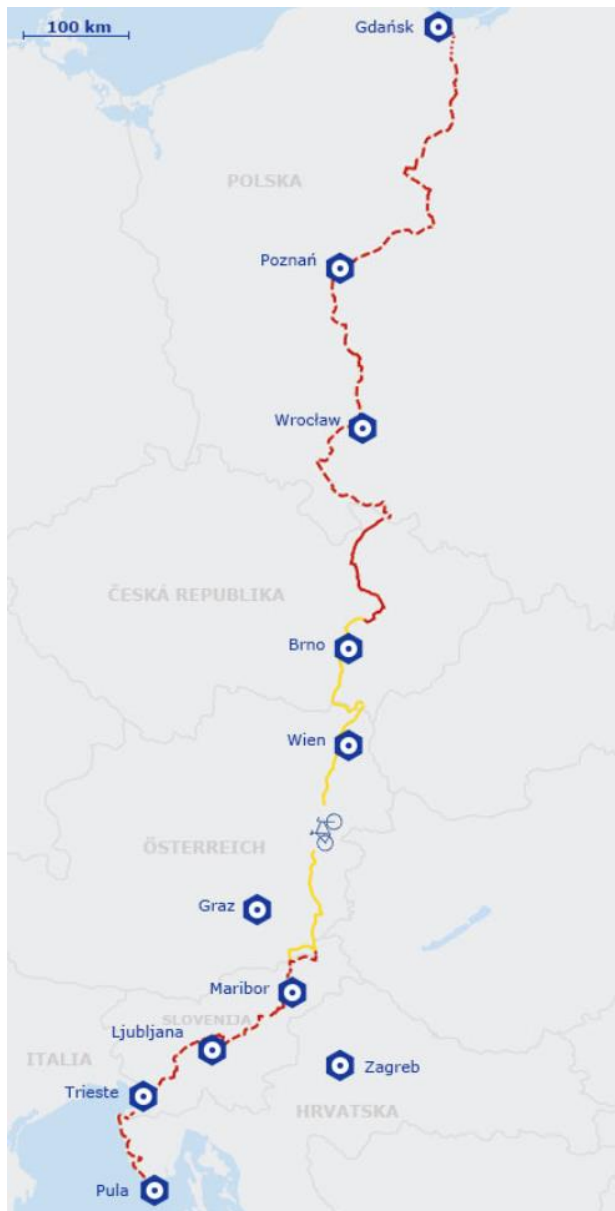 100 km
Gdańsk
POLSKA
Poznań
Wrocław
ČESKÁ REPUBLIKA
Brno
Wien
ÖSTERREICH
Graz
Maribor
SLOVENIJA
Ljubljana
ITALIA
Zagreb
Trieste
HRVATSKA
Pula